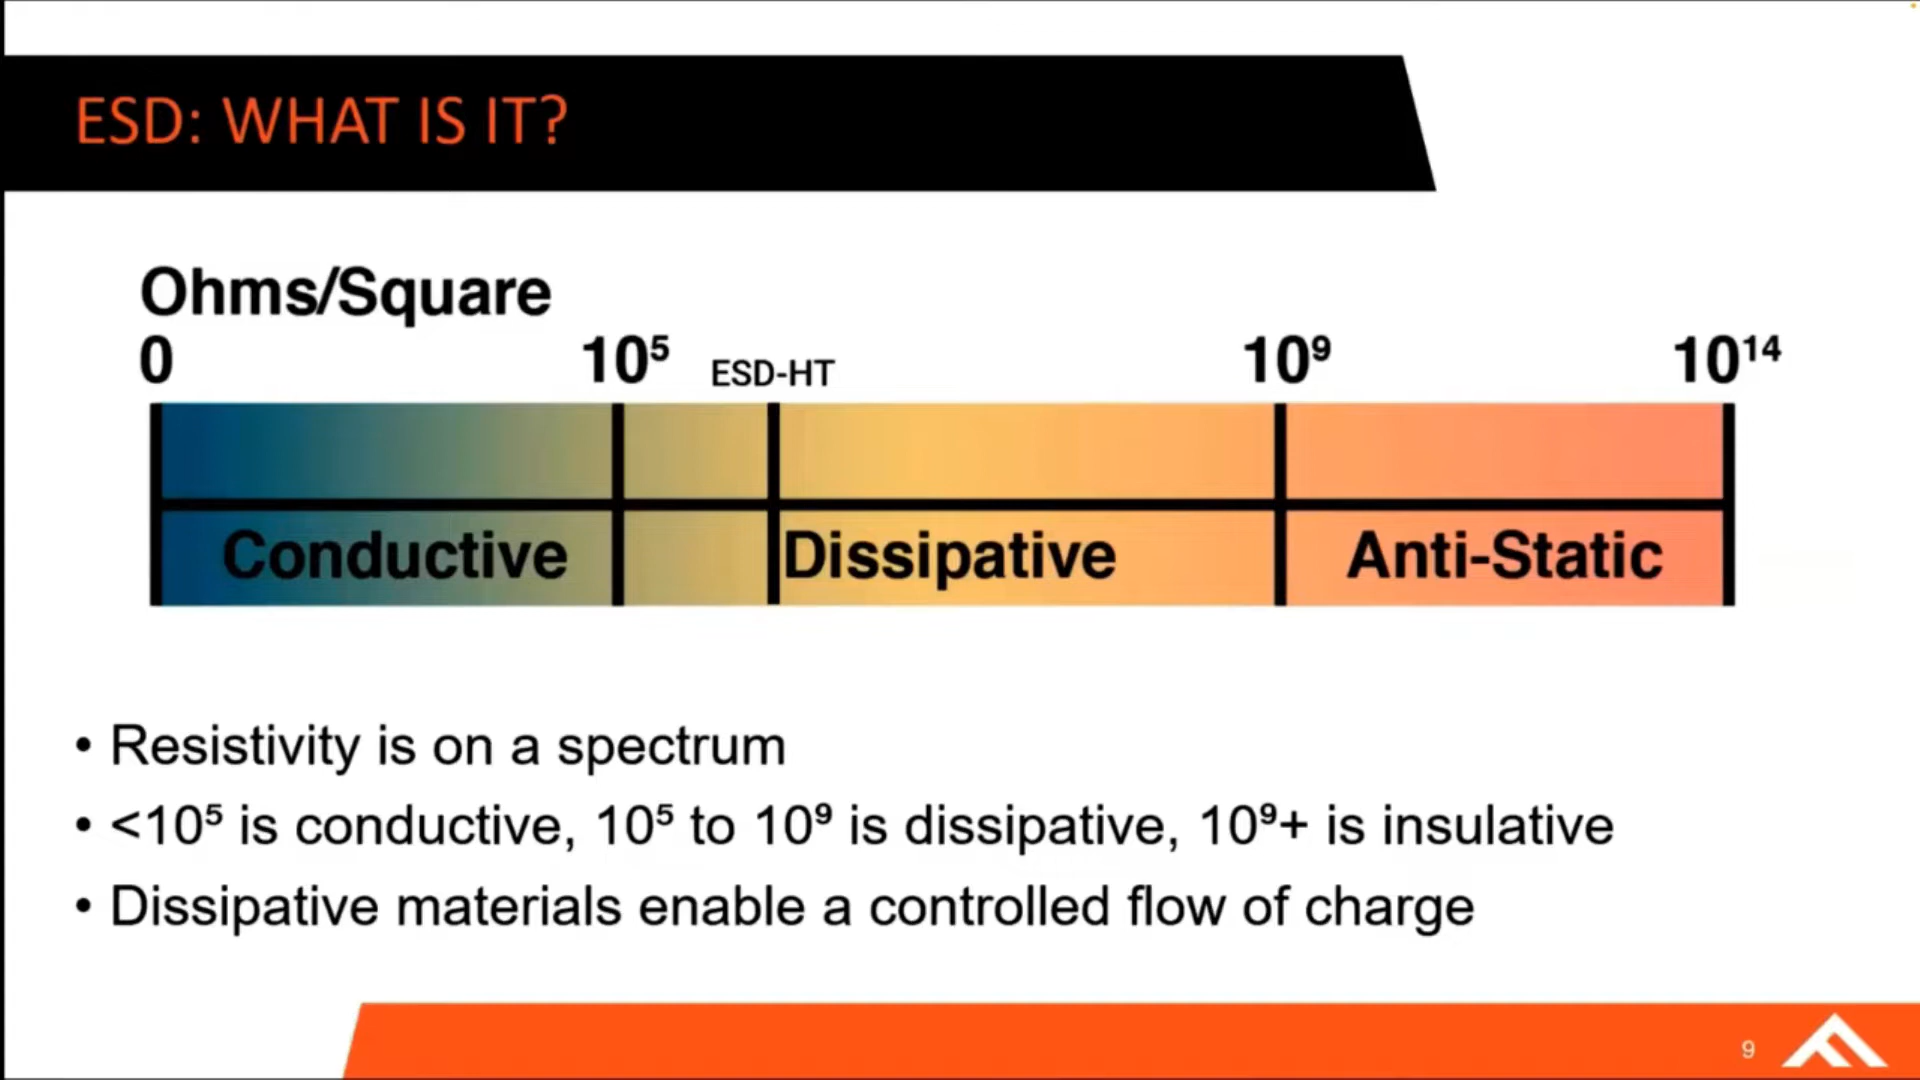 ESD: WHAT IS IT?
Ohms/Square
0 10⁵ ESD-HT 10⁹ 10¹⁴
Conductive Dissipative Anti-Static
• Resistivity is on a spectrum
• <10⁵ is conductive, 10⁵ to 10⁹ is dissipative, 10⁹+ is insulative
• Dissipative materials enable a controlled flow of charge
9